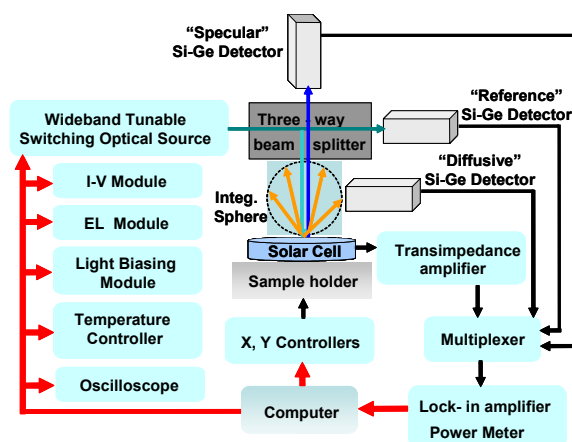 “Specular”
Si-Ge Detector
Wideband Tunable
Switching Optical Source
Three - way
beam splitter
“Reference”
Si-Ge Detector
“Diffusive”
Si-Ge Detector
I-V Module
Integ.
Sphere
EL Module
Solar Cell
Transimpedance
amplifier
Light Biasing
Module
Sample holder
Temperature
Controller
X, Y Controllers
Multiplexer
Oscilloscope
Computer
Lock- in amplifier
Power Meter